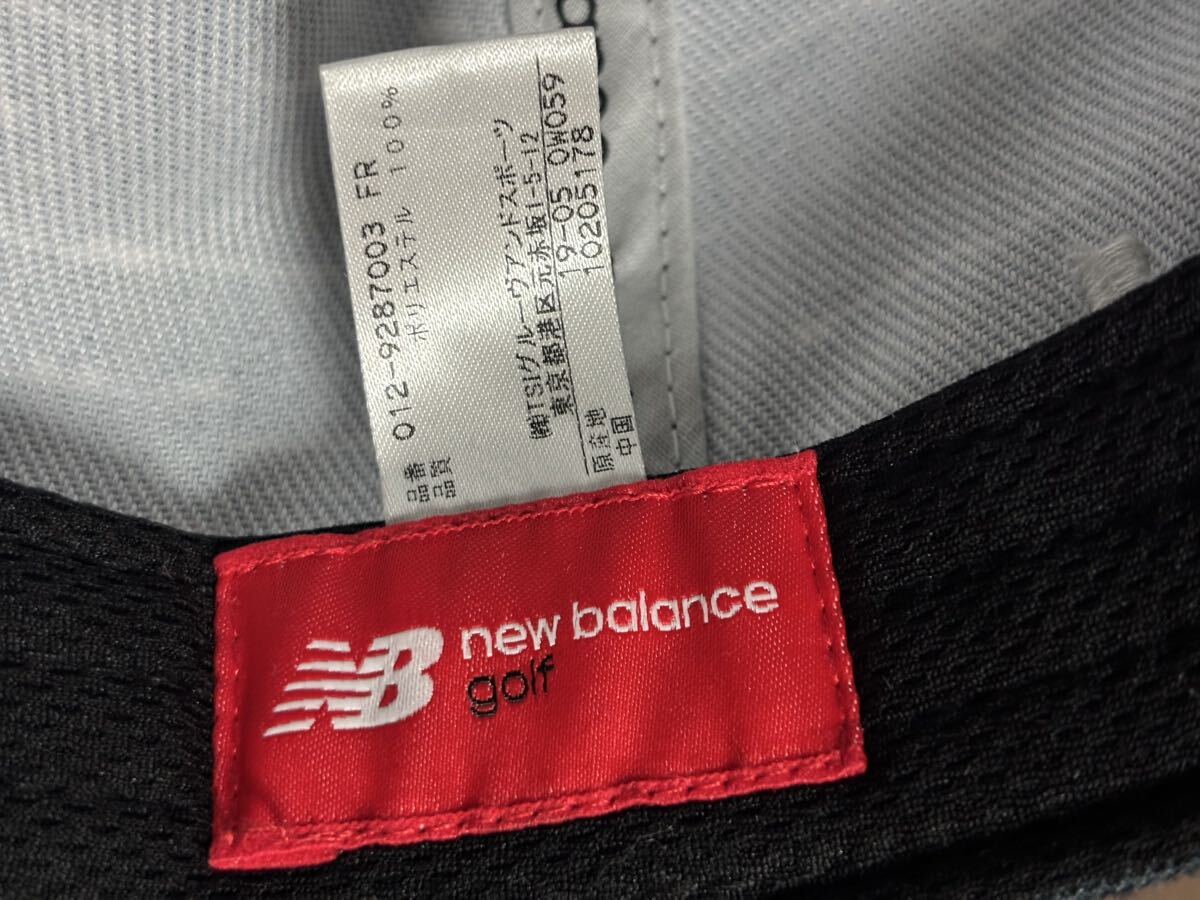 品番 012-9287003 FR
品質 ポリエステル 100%
㈱TSIグルーヴアンドスポーツ
東京都港区元赤坂1-5-12
19-05 0W059
原産地 10205178
中国
NB new balance
golf